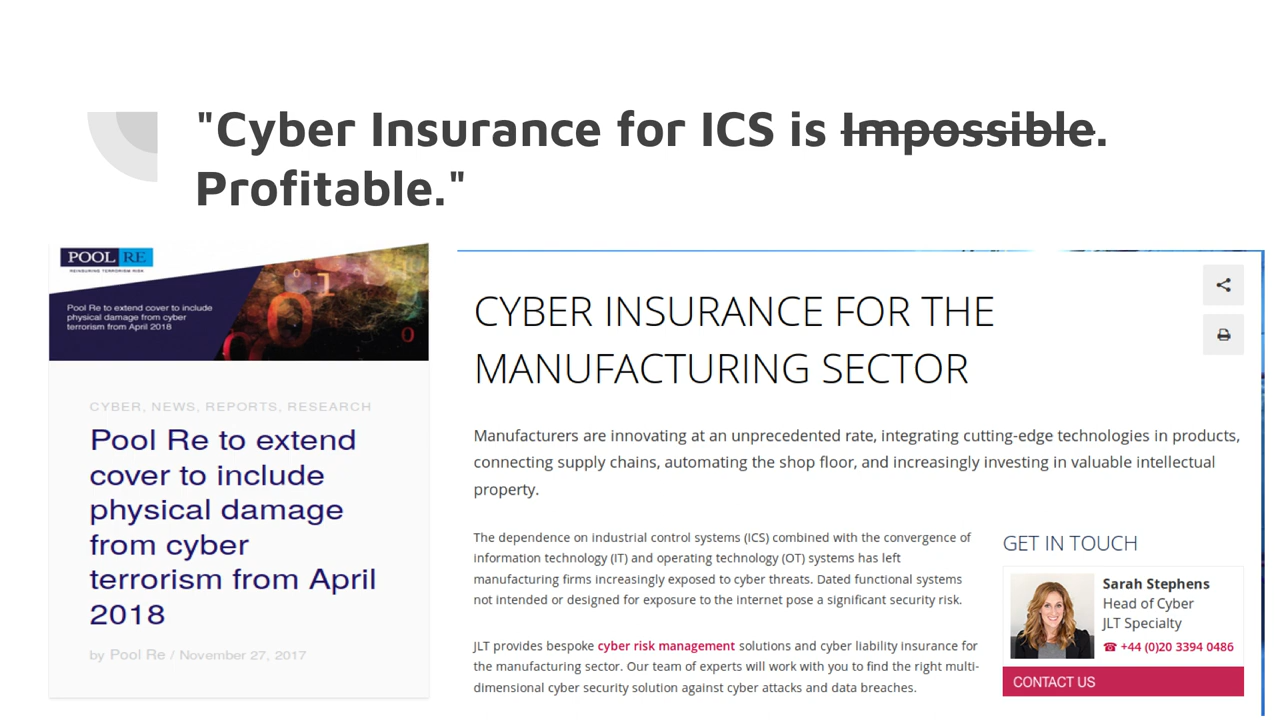 "Cyber Insurance for ICS is Impossible.
Profitable."
POOL RE
REINSURING TERRORISM RISK
Pool Re to extend cover to include
physical damage from cyber
terrorism from April 2018
CYBER, NEWS, REPORTS, RESEARCH
Pool Re to extend
cover to include
physical damage
from cyber
terrorism from April
2018
by Pool Re / November 27, 2017
CYBER INSURANCE FOR THE
MANUFACTURING SECTOR
Manufacturers are innovating at an unprecedented rate, integrating cutting-edge technologies in products,
connecting supply chains, automating the shop floor, and increasingly investing in valuable intellectual
property.
The dependence on industrial control systems (ICS) combined with the convergence of
information technology (IT) and operating technology (OT) systems has left
manufacturing firms increasingly exposed to cyber threats. Dated functional systems
not intended or designed for exposure to the internet pose a significant security risk.
JLT provides bespoke cyber risk management solutions and cyber liability insurance for
the manufacturing sector. Our team of experts will work with you to find the right multi-
dimensional cyber security solution against cyber attacks and data breaches.
GET IN TOUCH
Sarah Stephens
Head of Cyber
JLT Specialty
☎ +44 (0)20 3394 0486
CONTACT US